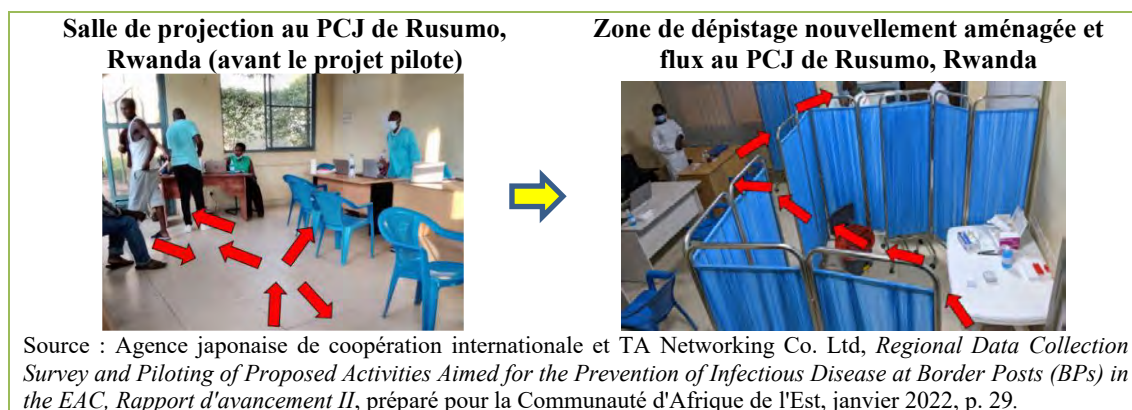 Salle de projection au PCJ de Rusumo,
Rwanda (avant le projet pilote)
Zone de dépistage nouvellement aménagée et
flux au PCJ de Rusumo, Rwanda
Source : Agence japonaise de coopération internationale et TA Networking Co. Ltd, Regional Data Collection
Survey and Piloting of Proposed Activities Aimed for the Prevention of Infectious Disease at Border Posts (BPs) in
the EAC, Rapport d'avancement II, préparé pour la Communauté d'Afrique de l'Est, janvier 2022, p. 29.